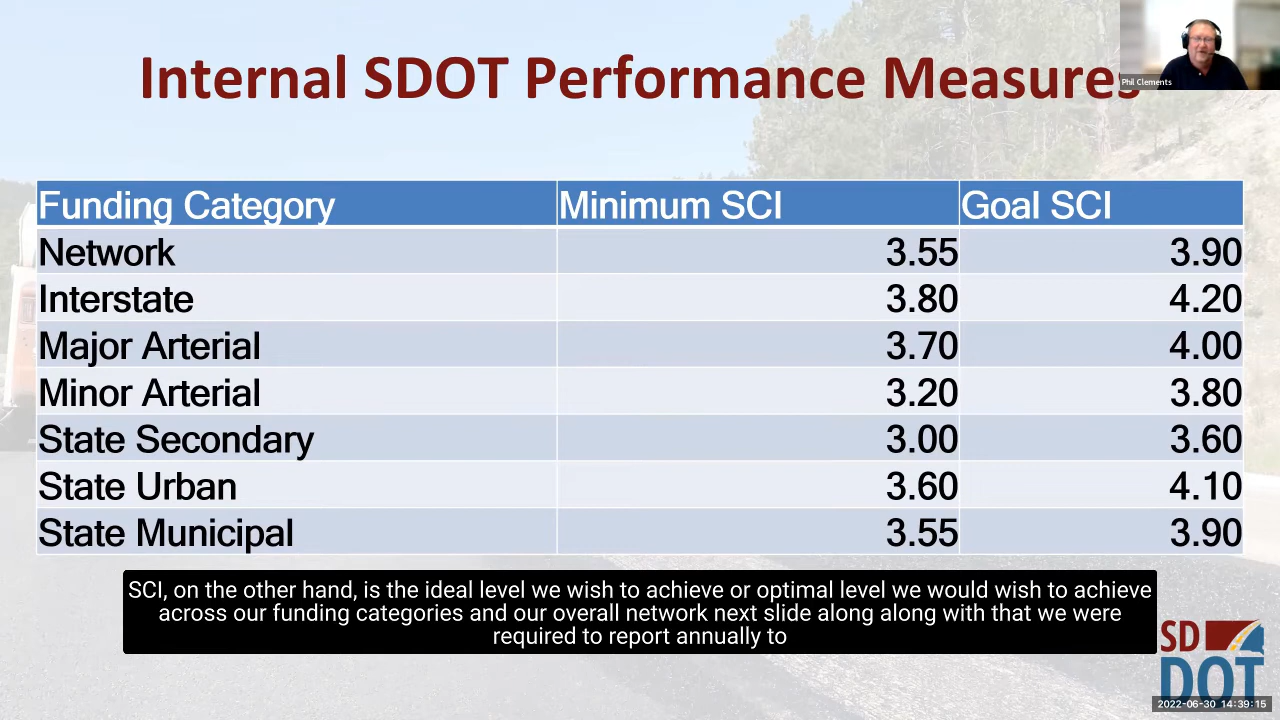 Internal SDOT Performance Measures
Phil Clements
Funding Category Minimum SCI Goal SCI
Network 3.55 3.90
Interstate 3.80 4.20
Major Arterial 3.70 4.00
Minor Arterial 3.20 3.80
State Secondary 3.00 3.60
State Urban 3.60 4.10
State Municipal 3.55 3.90
SCI, on the other hand, is the ideal level we wish to achieve or optimal level we would wish to achieve
across our funding categories and our overall network next slide along along with that we were
required to report annually to
SD
DOT
2022-06-30 14:39:15